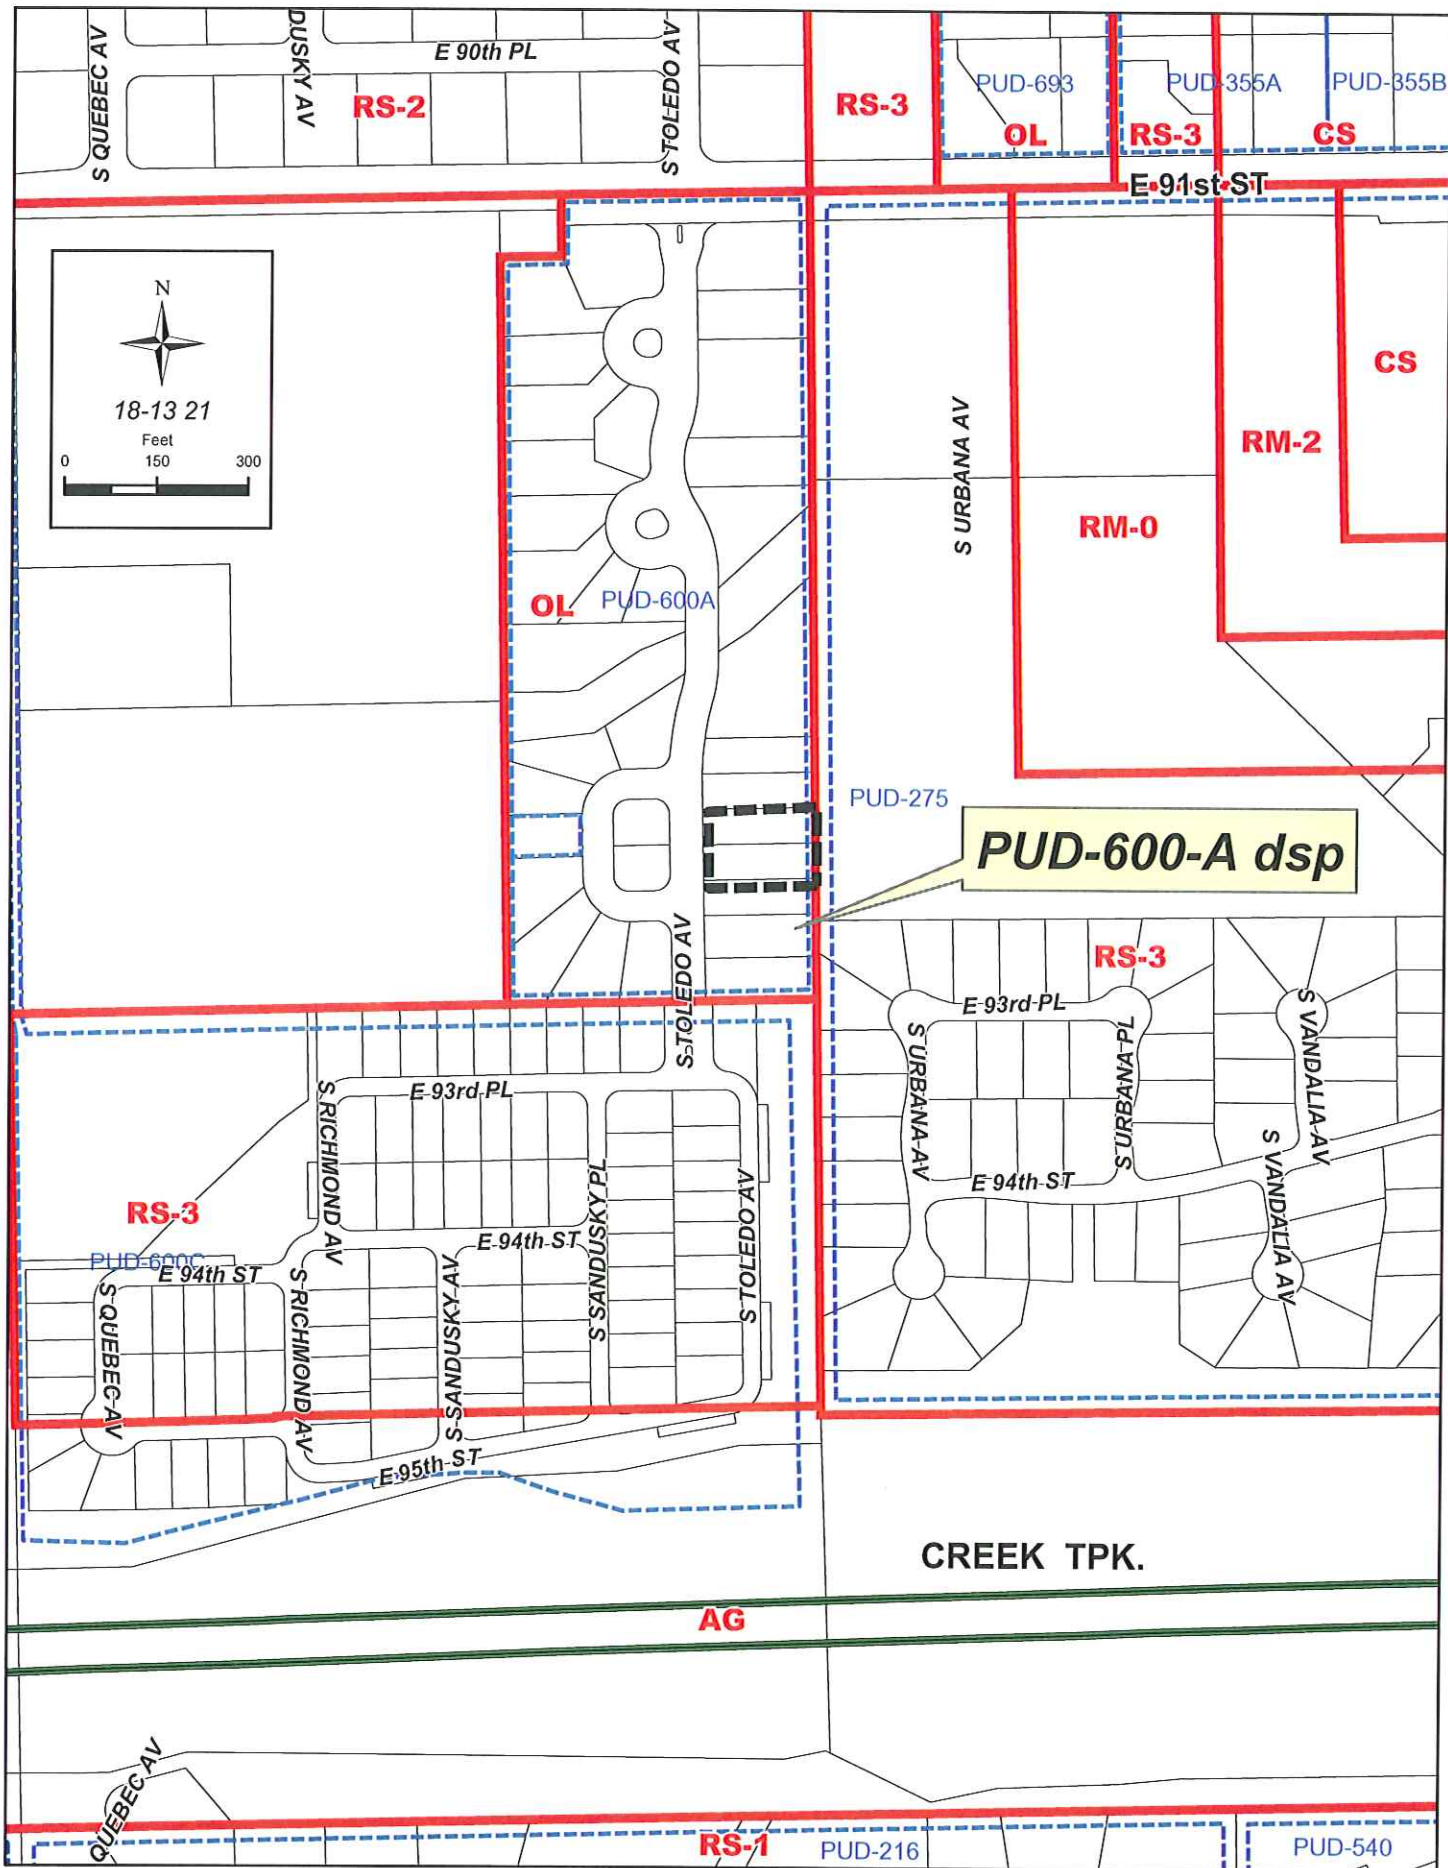 S QUEBEC AV
DUSKY AV
E 90th PL
S TOLEDO AV
RS-2
RS-3
PUD-693
OL
PUD-355A
RS-3
PUD-355B
CS
E 91st ST
N
18-13 21
Feet
0 150 300
CS
RM-2
RM-0
S URBANA AV
OL
PUD-600A
PUD-275
PUD-600-A dsp
S TOLEDO AV
S TOLEDO AV
RS-3
E 93rd PL
S URBANA AV
S URBANA PL
S VANDALIA AV
E 94th ST
S VANDALIA AV
E 93rd PL
S RICHMOND AV
S SANDUSKY PL
S TOLEDO AV
RS-3
E 94th ST
E 94th ST
S QUEBEC AV
S RICHMOND AV
S SANDUSKY AV
E 95th ST
CREEK TPK.
AG
QUEBEC AV
RS-1
PUD-216
PUD-540